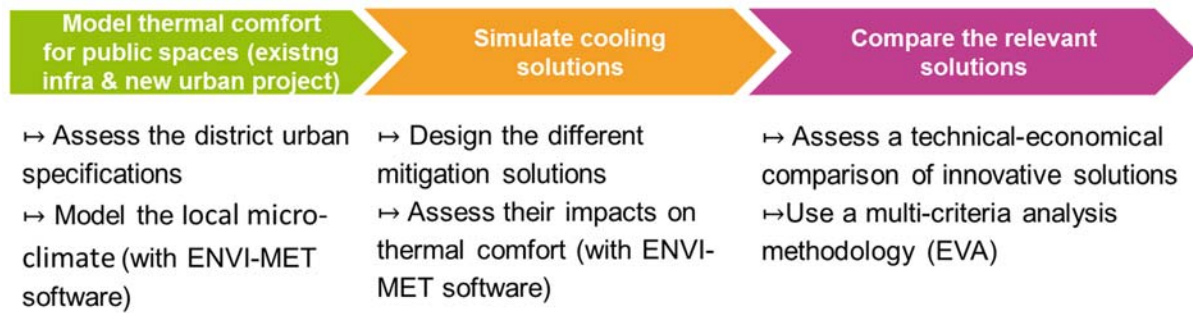 Model thermal comfort
for public spaces (existng
infra & new urban project)
Simulate cooling
solutions
Compare the relevant
solutions
↦ Assess the district urban
specifications
↦ Model the local micro-
climate (with ENVI-MET
software)
↦ Design the different
mitigation solutions
↦ Assess their impacts on
thermal comfort (with ENVI-
MET software)
↦ Assess a technical-economical
comparison of innovative solutions
↦Use a multi-criteria analysis
methodology (EVA)